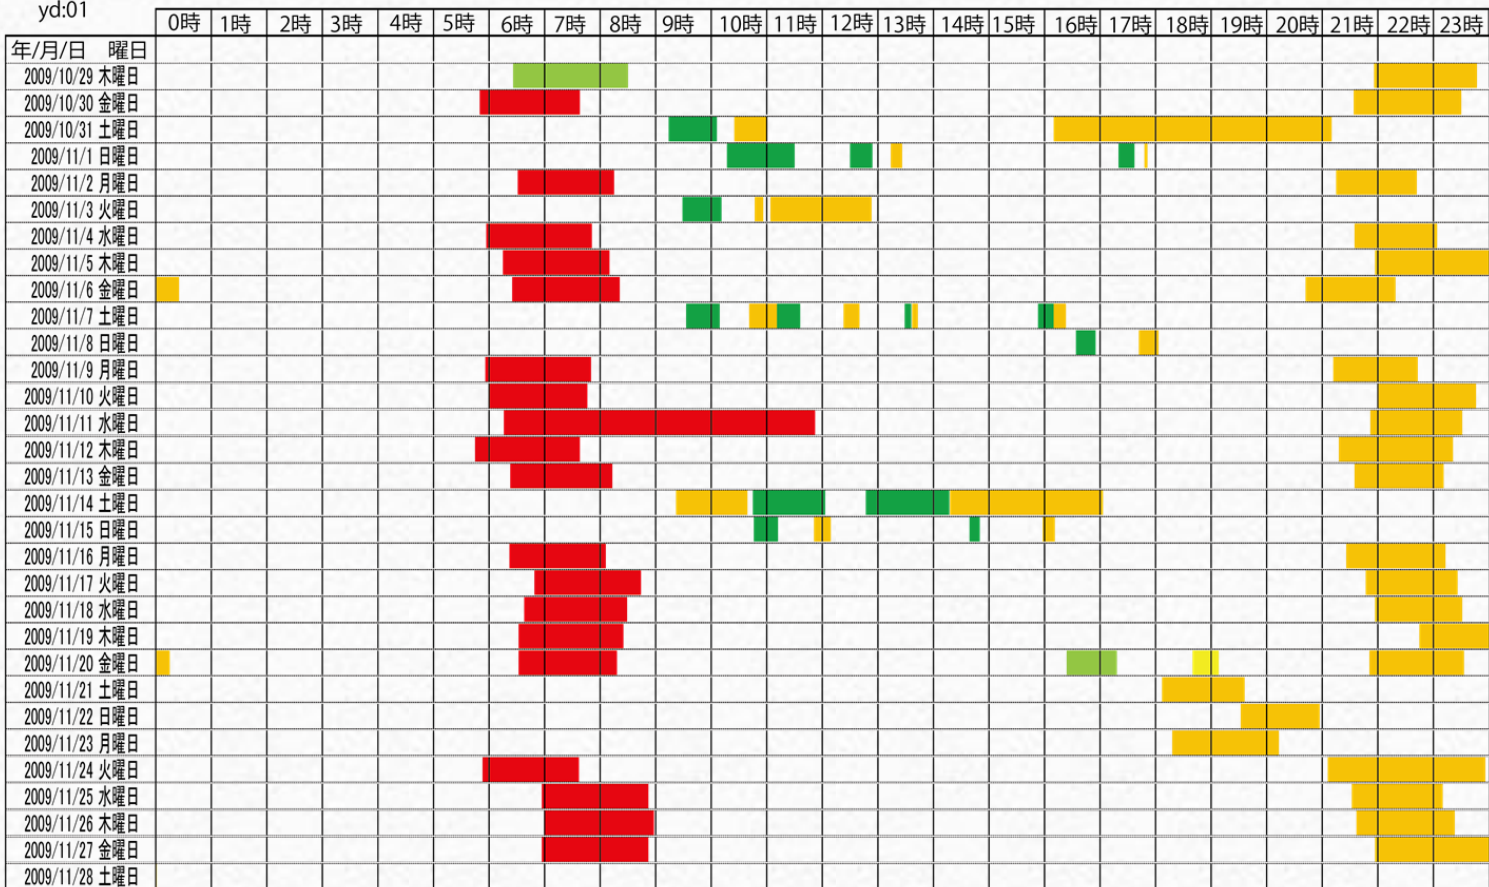 yd:01
0時 1時 2時 3時 4時 5時 6時 7時 8時 9時 10時 11時 12時 13時 14時 15時 16時 17時 18時 19時 20時 21時 22時 23時
年/月/日 曜日
2009/10/29 木曜日
2009/10/30 金曜日
2009/10/31 土曜日
2009/11/1 日曜日
2009/11/2 月曜日
2009/11/3 火曜日
2009/11/4 水曜日
2009/11/5 木曜日
2009/11/6 金曜日
2009/11/7 土曜日
2009/11/8 日曜日
2009/11/9 月曜日
2009/11/10 火曜日
2009/11/11 水曜日
2009/11/12 木曜日
2009/11/13 金曜日
2009/11/14 土曜日
2009/11/15 日曜日
2009/11/16 月曜日
2009/11/17 火曜日
2009/11/18 水曜日
2009/11/19 木曜日
2009/11/20 金曜日
2009/11/21 土曜日
2009/11/22 日曜日
2009/11/23 月曜日
2009/11/24 火曜日
2009/11/25 水曜日
2009/11/26 木曜日
2009/11/27 金曜日
2009/11/28 土曜日